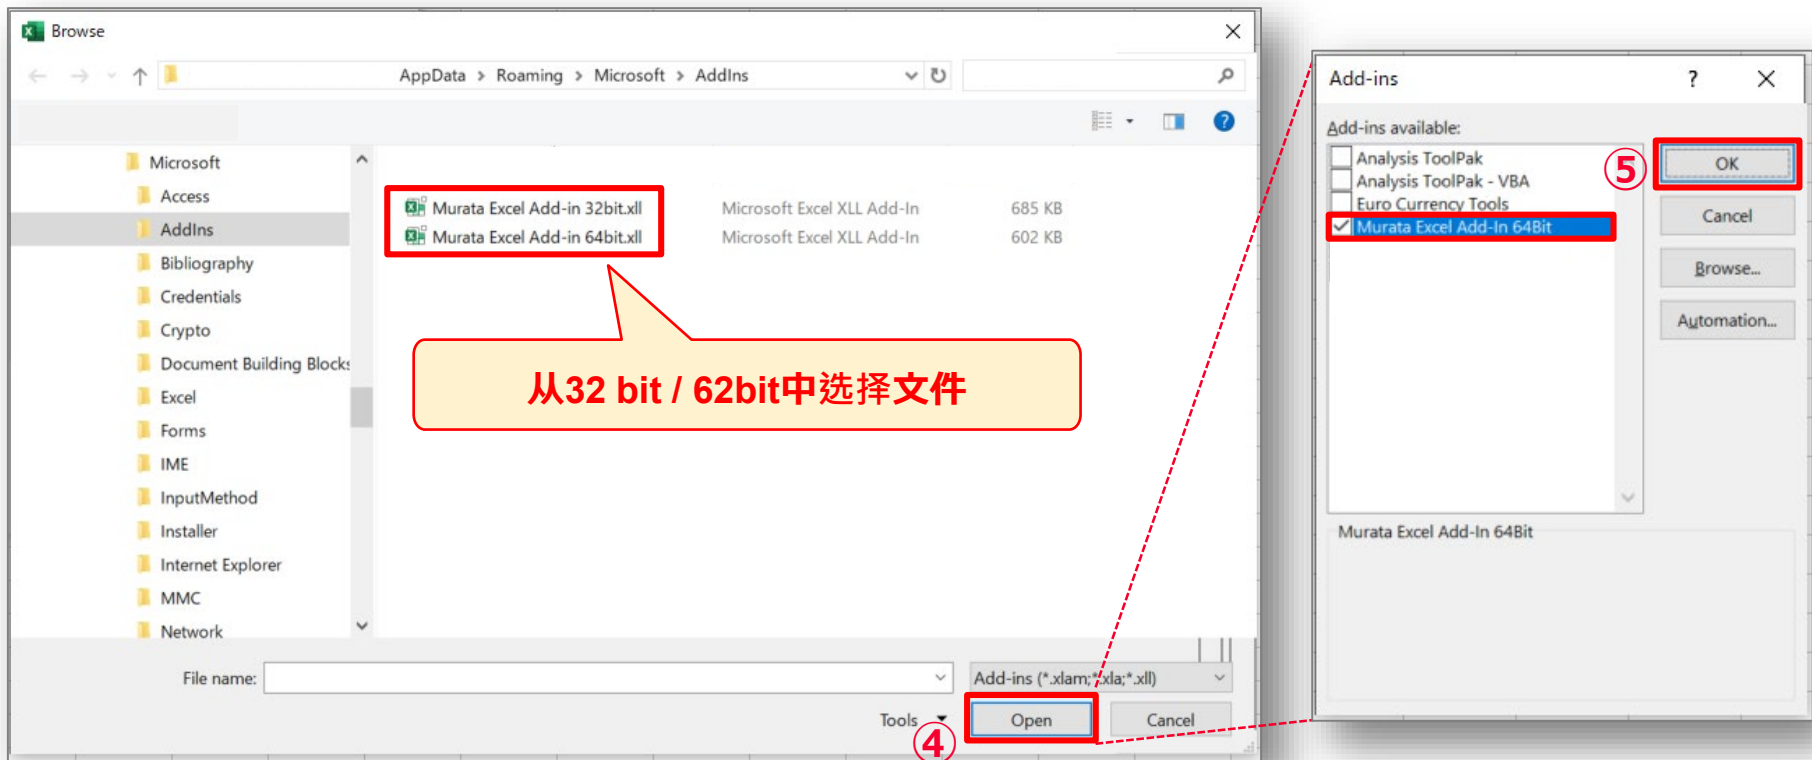 Browse
AppData > Roaming > Microsoft > AddIns
Microsoft
Access
AddIns
Bibliography
Credentials
Crypto
Document Building Blocks
Excel
Forms
IME
InputMethod
Installer
Internet Explorer
MMC
Network
Murata Excel Add-in 32bit.xll Microsoft Excel XLL Add-In 685 KB
Murata Excel Add-in 64bit.xll Microsoft Excel XLL Add-In 602 KB
从32 bit / 62bit中选择文件
File name:
Add-ins (*.xlam;*.xla;*.xll)
Tools
④
Open
Cancel
Add-ins
?
Add-ins available:
Analysis ToolPak
Analysis ToolPak - VBA
Euro Currency Tools
Murata Excel Add-In 64Bit
⑤
OK
Cancel
Browse...
Automation...
Murata Excel Add-In 64Bit